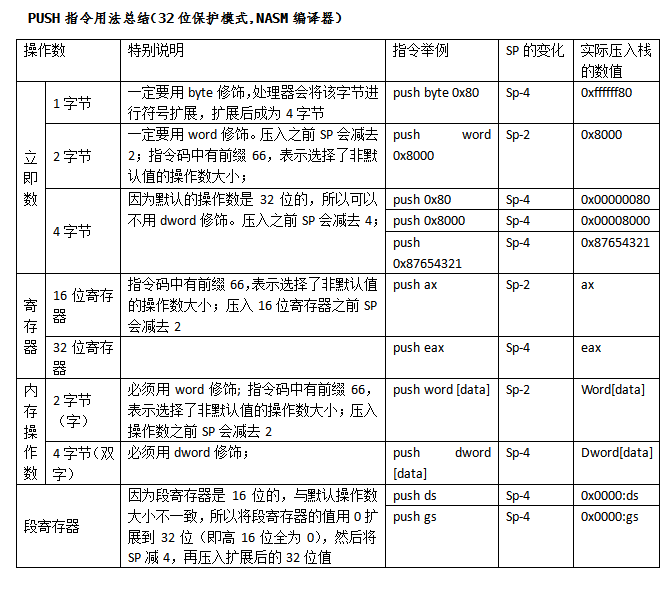 PUSH 指令用法总结(32 位保护模式,NASM 编译器)
操作数 特别说明 指令举例 SP 的变化 实际压入栈
的数值
立
即
数
1 字节
一定要用 byte 修饰,处理器会将该字节进
行符号扩展，扩展后成为 4 字节
push byte 0x80 Sp-4 0xffffff80
2 字节
一定要用 word 修饰。压入之前 SP 会减去
2；指令码中有前缀 66，表示选择了非默
认值的操作数大小；
push word
0x8000
Sp-2 0x8000
4 字节
因为默认的操作数是 32 位的，所以可以
不用 dword 修饰。压入之前 SP 会减去 4；
push 0x80 Sp-4 0x00000080
push 0x8000 Sp-4 0x00008000
push
0x87654321
Sp-4 0x87654321
寄
存
器
16 位寄存
器
指令码中有前缀 66,表示选择了非默认值
的操作数大小；压入 16 位寄存器之前 SP
会减去 2
push ax Sp-2 ax
32 位寄存
器
push eax Sp-4 eax
内
存
操
作
数
2 字节
（字）
必须用 word 修饰; 指令码中有前缀 66，
表示选择了非默认值的操作数大小；压入
操作数之前 SP 会减去 2
push word [data] Sp-2 Word[data]
4 字节（双
字）
必须用 dword 修饰；
push dword
[data]
Sp-4 Dword[data]
段寄存器
因为段寄存器是 16 位的，与默认操作数
大小不一致，所以将段寄存器的值用 0 扩
展到 32 位（即高 16 位全为 0），然后将
SP 减 4，再压入扩展后的 32 位值
push ds Sp-4 0x0000:ds
push gs Sp-4 0x0000:gs